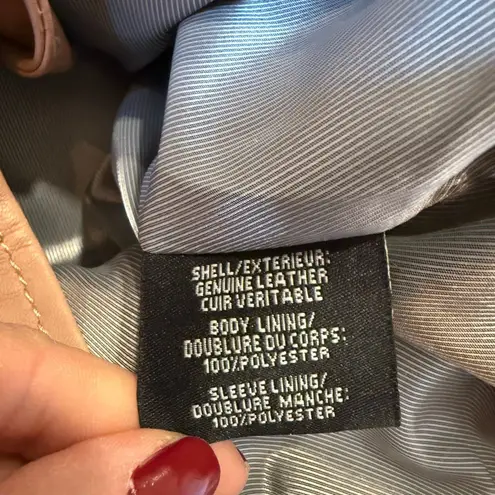 SHELL/EXTERIEUR:
GENUINE LEATHER
CUIR VERITABLE
BODY LINING/
DOUBLURE DU CORPS:
100%POLYESTER
SLEEVE LINING/
DOUBLURE MANCHE:
100%POLYESTER